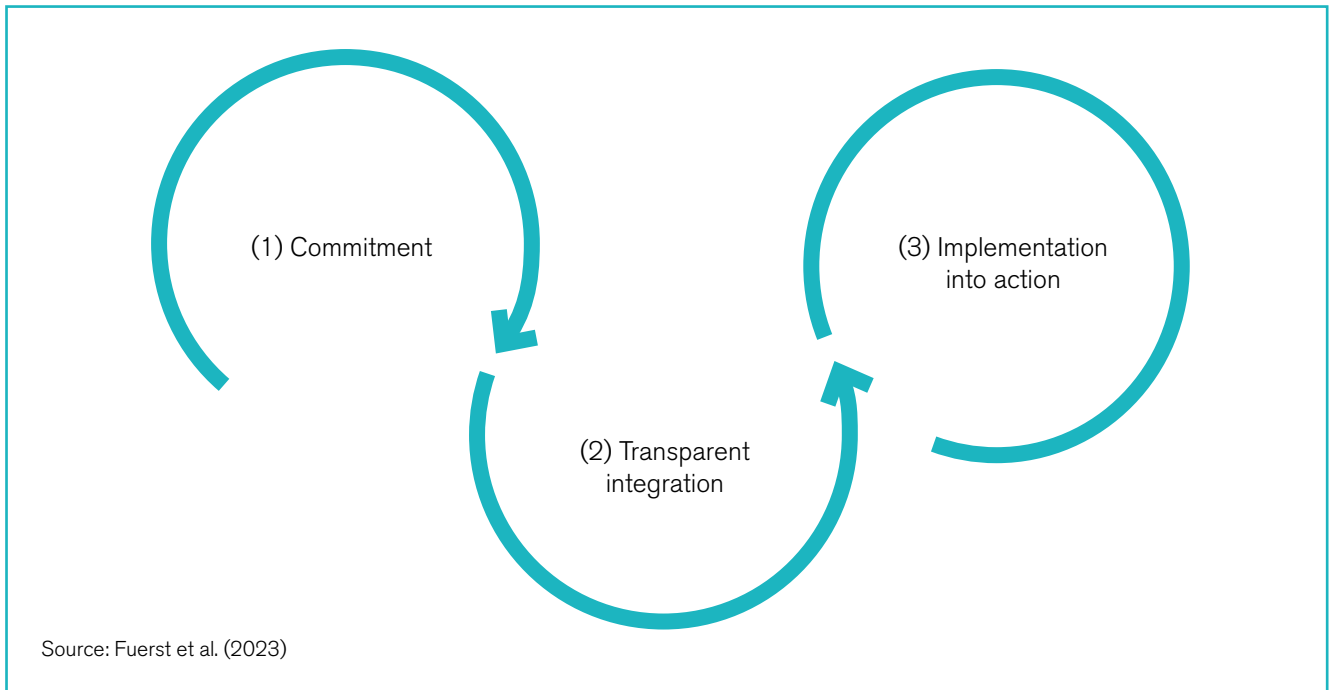 (1) Commitment
(2) Transparent
integration
(3) Implementation
into action
Source: Fuerst et al. (2023)